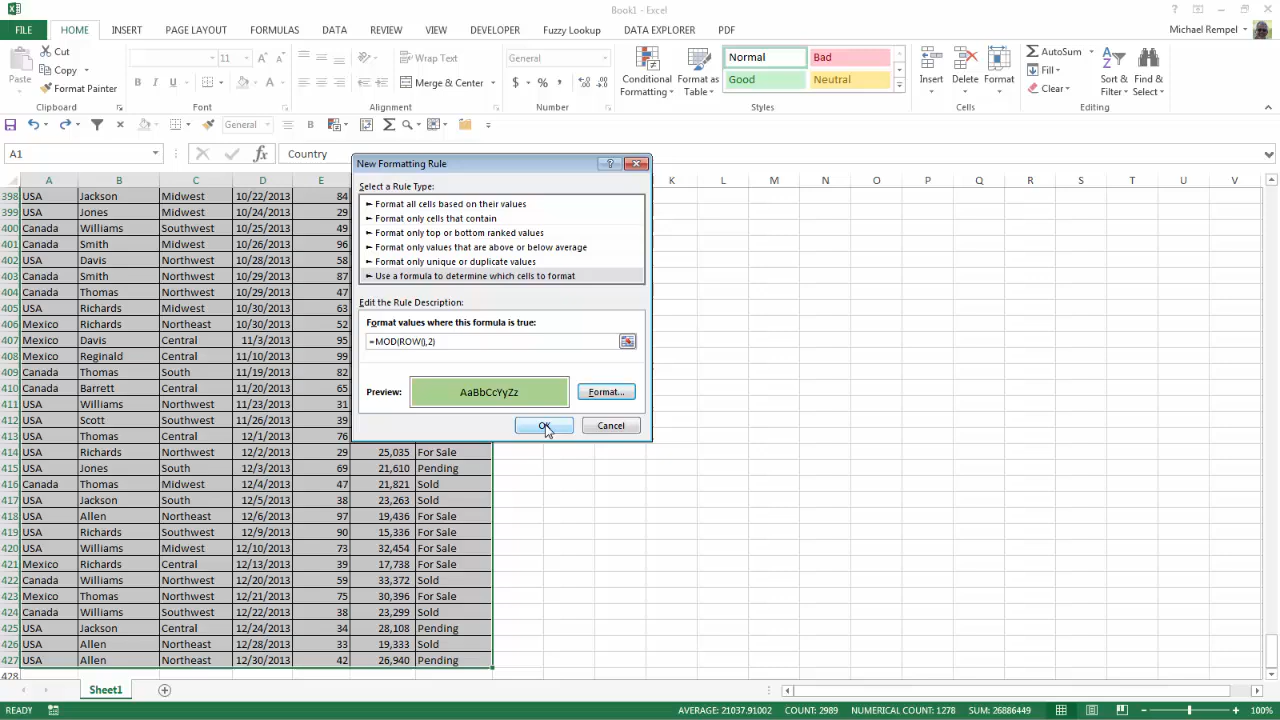 Book1 - Excel
FILE HOME INSERT PAGE LAYOUT FORMULAS DATA REVIEW VIEW DEVELOPER Fuzzy Lookup DATA EXPLORER PDF Michael Rempel
Paste Cut Copy Format Painter
11
B I U
Wrap Text
Merge & Center
General
$ %
Conditional Formatting
Format as Table
Normal Bad
Good Neutral
Insert Delete Format
AutoSum
Fill
Clear
Sort & Filter
Find & Select
Clipboard Font Alignment Number Styles Cells Editing
General
A1 fx Country
A B C D E K L M N O P Q R S T U V
398 USA Jackson Midwest 10/22/2013 84
399 USA Jones Midwest 10/24/2013 29
400 Canada Williams Southwest 10/25/2013 49
401 Canada Smith Midwest 10/26/2013 96
402 USA Davis Northwest 10/28/2013 58
403 Canada Smith Northwest 10/29/2013 87
404 Canada Thomas Northwest 10/29/2013 47
405 USA Richards Midwest 10/30/2013 63
406 Mexico Richards Northeast 10/30/2013 52
407 Mexico Davis Central 11/3/2013 95
408 Mexico Reginald Central 11/10/2013 99
409 Canada Thomas South 11/19/2013 82
410 Canada Barrett Central 11/20/2013 65
411 USA Williams Northwest 11/23/2013 31
412 USA Scott Southwest 11/26/2013 39
413 USA Thomas Central 12/1/2013 76
414 USA Richards Northwest 12/2/2013 29 25,035 For Sale
415 USA Jones South 12/3/2013 69 21,610 Pending
416 Canada Thomas Midwest 12/4/2013 47 21,821 Sold
417 USA Jackson South 12/5/2013 38 23,263 For Sale
418 USA Allen Northeast 12/6/2013 97 19,436 For Sale
419 USA Richards Southwest 12/9/2013 90 15,336 For Sale
420 USA Williams Midwest 12/10/2013 73 32,454 For Sale
421 Mexico Richards Central 12/13/2013 39 17,738 For Sale
422 Canada Williams Northwest 12/20/2013 59 33,372 Sold
423 Mexico Thomas Northwest 12/21/2013 75 30,396 For Sale
424 Canada Williams Southwest 12/22/2013 38 23,299 Sold
425 USA Jackson Central 12/24/2013 34 28,108 Pending
426 USA Allen Northeast 12/28/2013 33 19,333 Sold
427 USA Allen Northeast 12/30/2013 42 26,940 Pending
428
New Formatting Rule
Select a Rule Type:
► Format all cells based on their values
► Format only cells that contain
► Format only top or bottom ranked values
► Format only values that are above or below average
► Format only unique or duplicate values
► Use a formula to determine which cells to format
Edit the Rule Description:
Format values where this formula is true:
=MOD(ROW(),2)
Preview: AaBbCcYyZz Format...
OK Cancel
Sheet1
READY AVERAGE: 21037.91002 COUNT: 2989 NUMERICAL COUNT: 1278 SUM: 26886449 100%